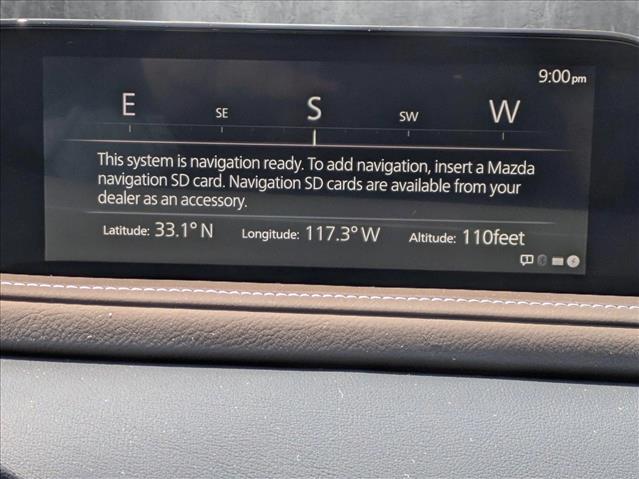 9:00pm
E SE S SW W
This system is navigation ready. To add navigation, insert a Mazda
navigation SD card. Navigation SD cards are available from your
dealer as an accessory.
Latitude: 33.1° N Longitude: 117.3° W Altitude: 110feet